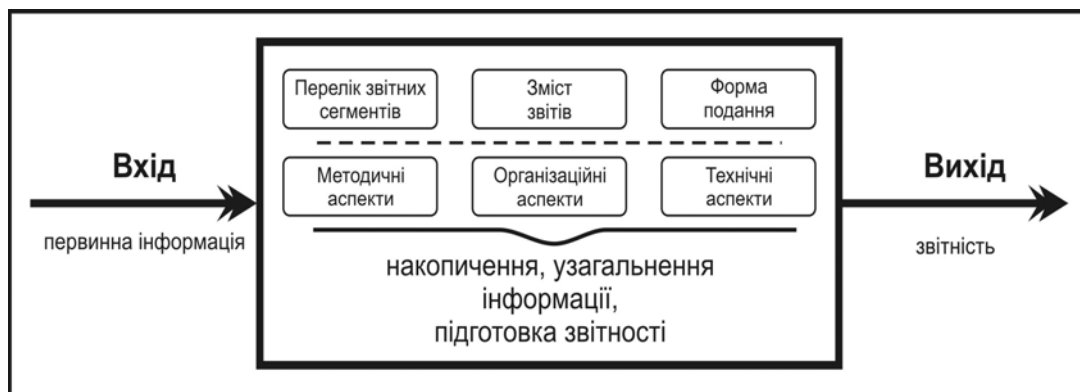 Перелік звітних
сегментів
Зміст
звітів
Форма
подання
Вхід
первинна інформація
Методичні
аспекти
Організаційні
аспекти
Технічні
аспекти
Вихід
звітність
накопичення, узагальнення
інформації,
підготовка звітності